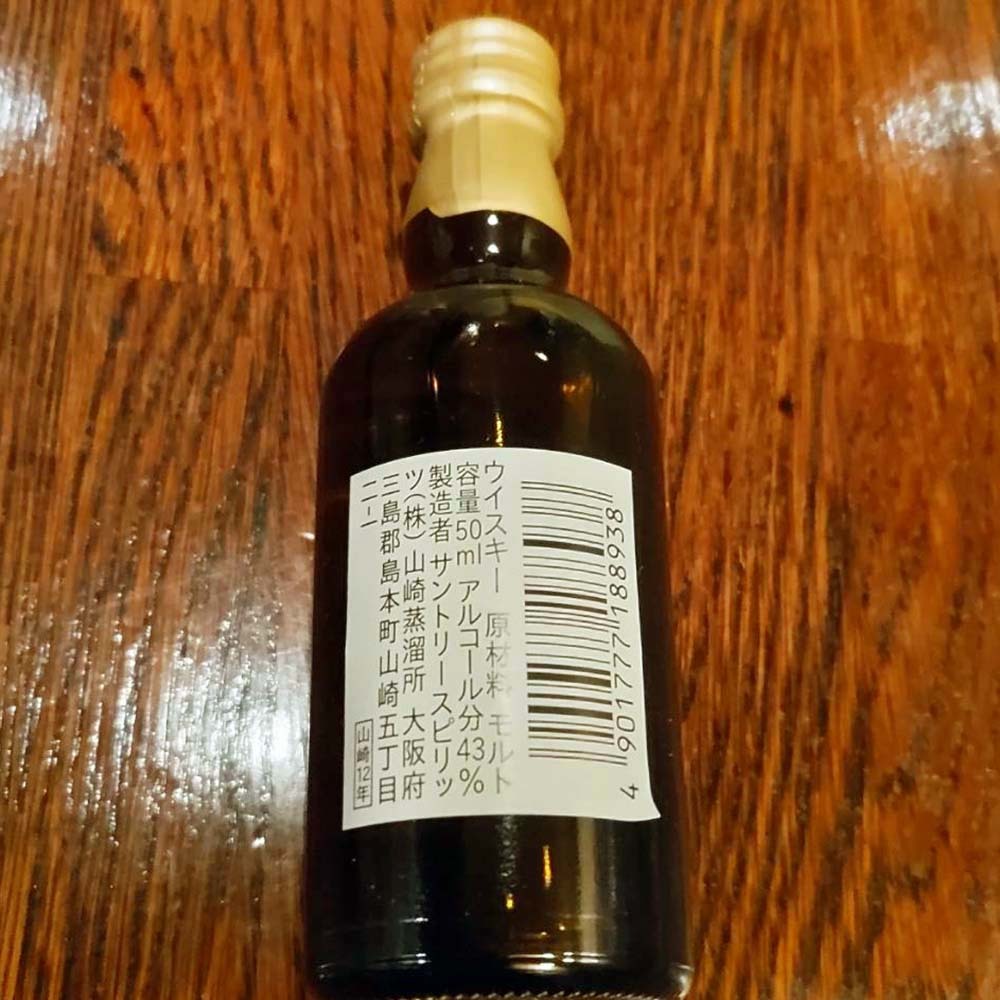 ウイスキー 原材料 モルト
容量50ml アルコール分43%
製造者 サントリースピリッ
ツ(株) 山崎蒸溜所 大阪府
三島郡島本町山崎五丁目
二-一
山崎12年
4 901777 188938